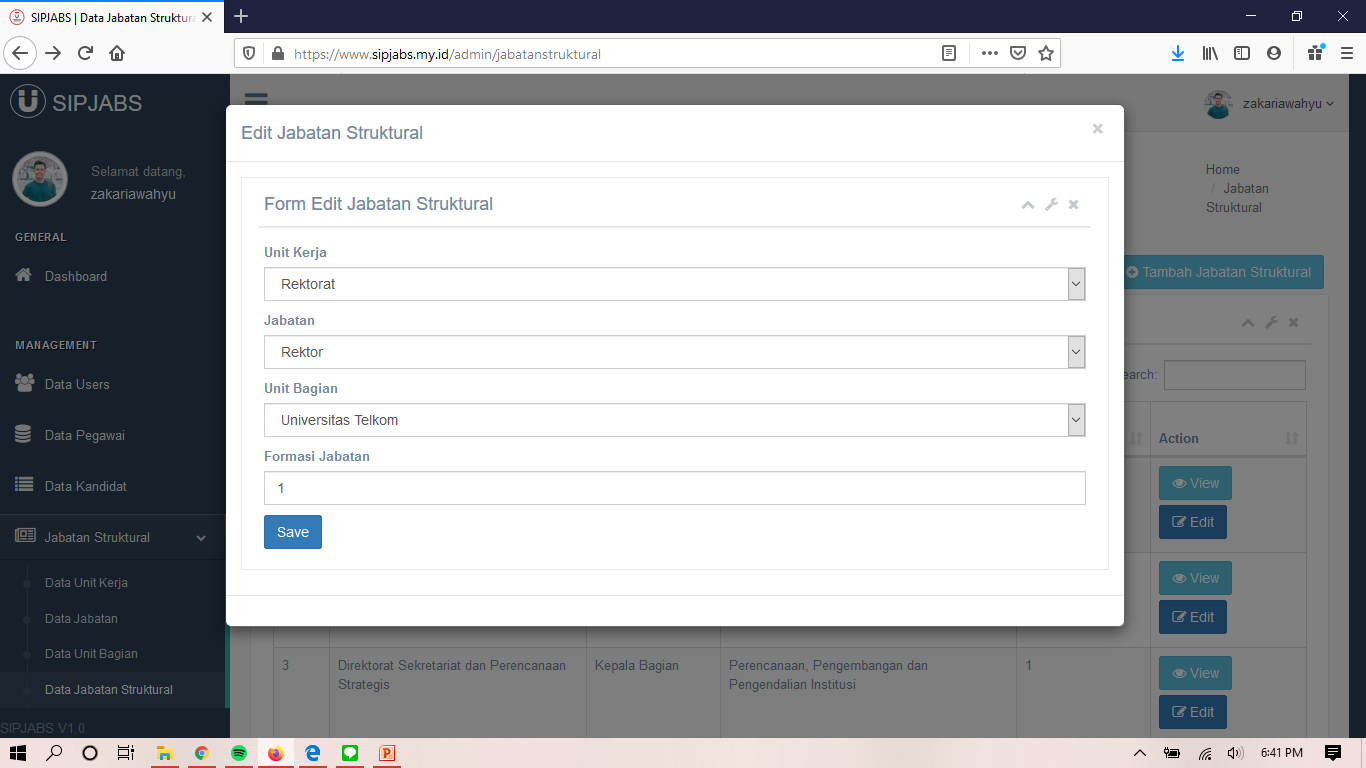 SIPJABS | Data Jabatan Struktura
https://www.sipjabs.my.id/admin/jabatanstruktural
SIPJABS
zakariawahyu
Selamat datang,
zakariawahyu
GENERAL
Dashboard
MANAGEMENT
Data Users
Data Pegawai
Data Kandidat
Jabatan Struktural
Data Unit Kerja
Data Jabatan
Data Unit Bagian
Data Jabatan Struktural
SIPJABS V1.0
Home
/ Jabatan
Struktural
Tambah Jabatan Struktural
earch:
Action
View
Edit
View
Edit
3
Direktorat Sekretariat dan Perencanaan
Strategis
Kepala Bagian
Perencanaan, Pengembangan dan
Pengendalian Institusi
1
View
Edit
Edit Jabatan Struktural
Form Edit Jabatan Struktural
Unit Kerja
Rektorat
Jabatan
Rektor
Unit Bagian
Universitas Telkom
Formasi Jabatan
1
Save
6:41 PM